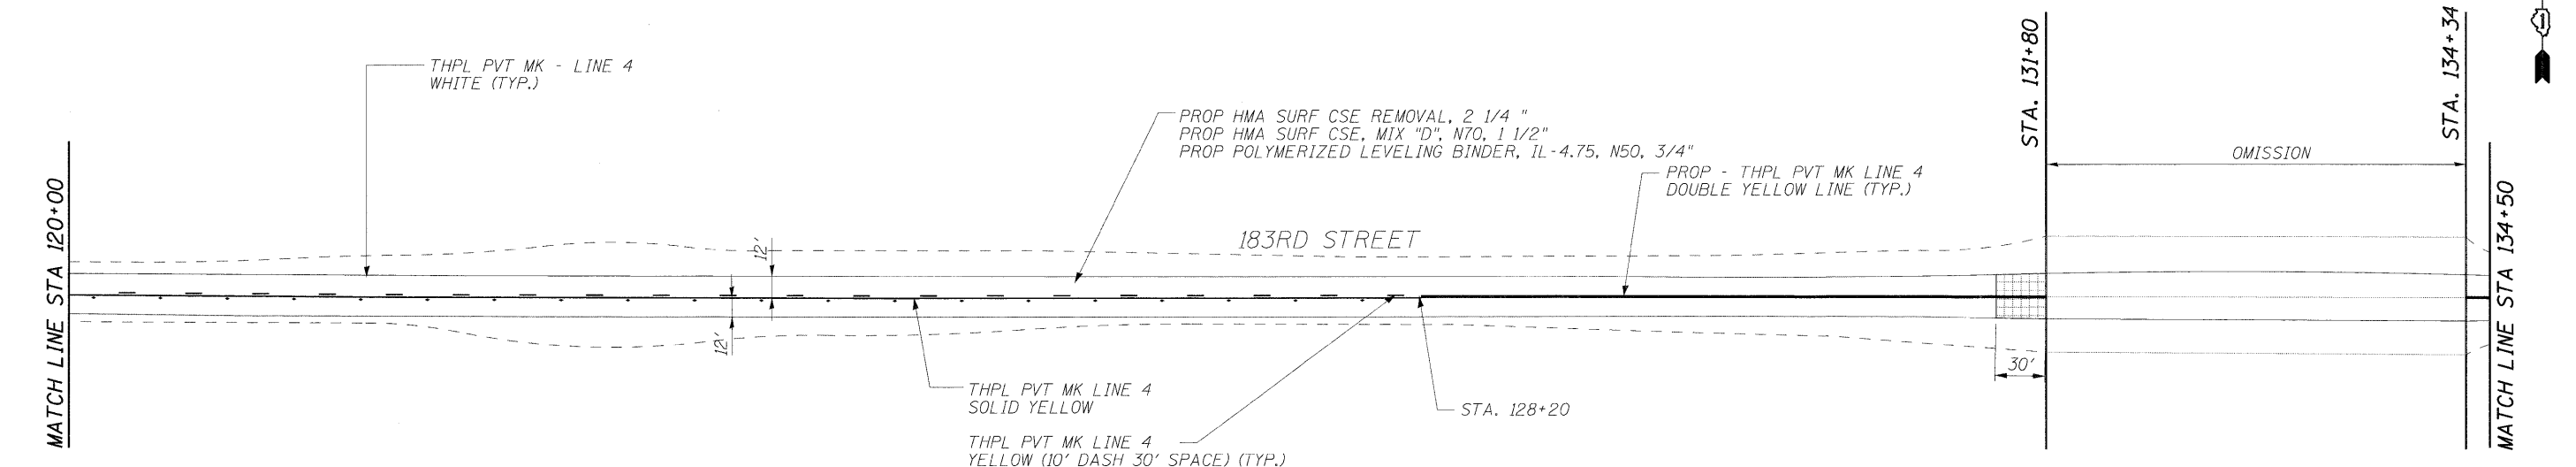 THPL PVT MK - LINE 4
WHITE (TYP.)
PROP HMA SURF CSE REMOVAL, 2 1/4 "
PROP HMA SURF CSE, MIX "D", N70, 1 1/2"
PROP POLYMERIZED LEVELING BINDER, IL-4.75, N50, 3/4"
PROP - THPL PVT MK LINE 4
DOUBLE YELLOW LINE (TYP.)
STA. 131+80
OMISSION
STA. 134+34
MATCH LINE STA 120+00
183RD STREET
12'
12'
30'
MATCH LINE STA 134+50
THPL PVT MK LINE 4
SOLID YELLOW
STA. 128+20
THPL PVT MK LINE 4
YELLOW (10' DASH 30' SPACE) (TYP.)